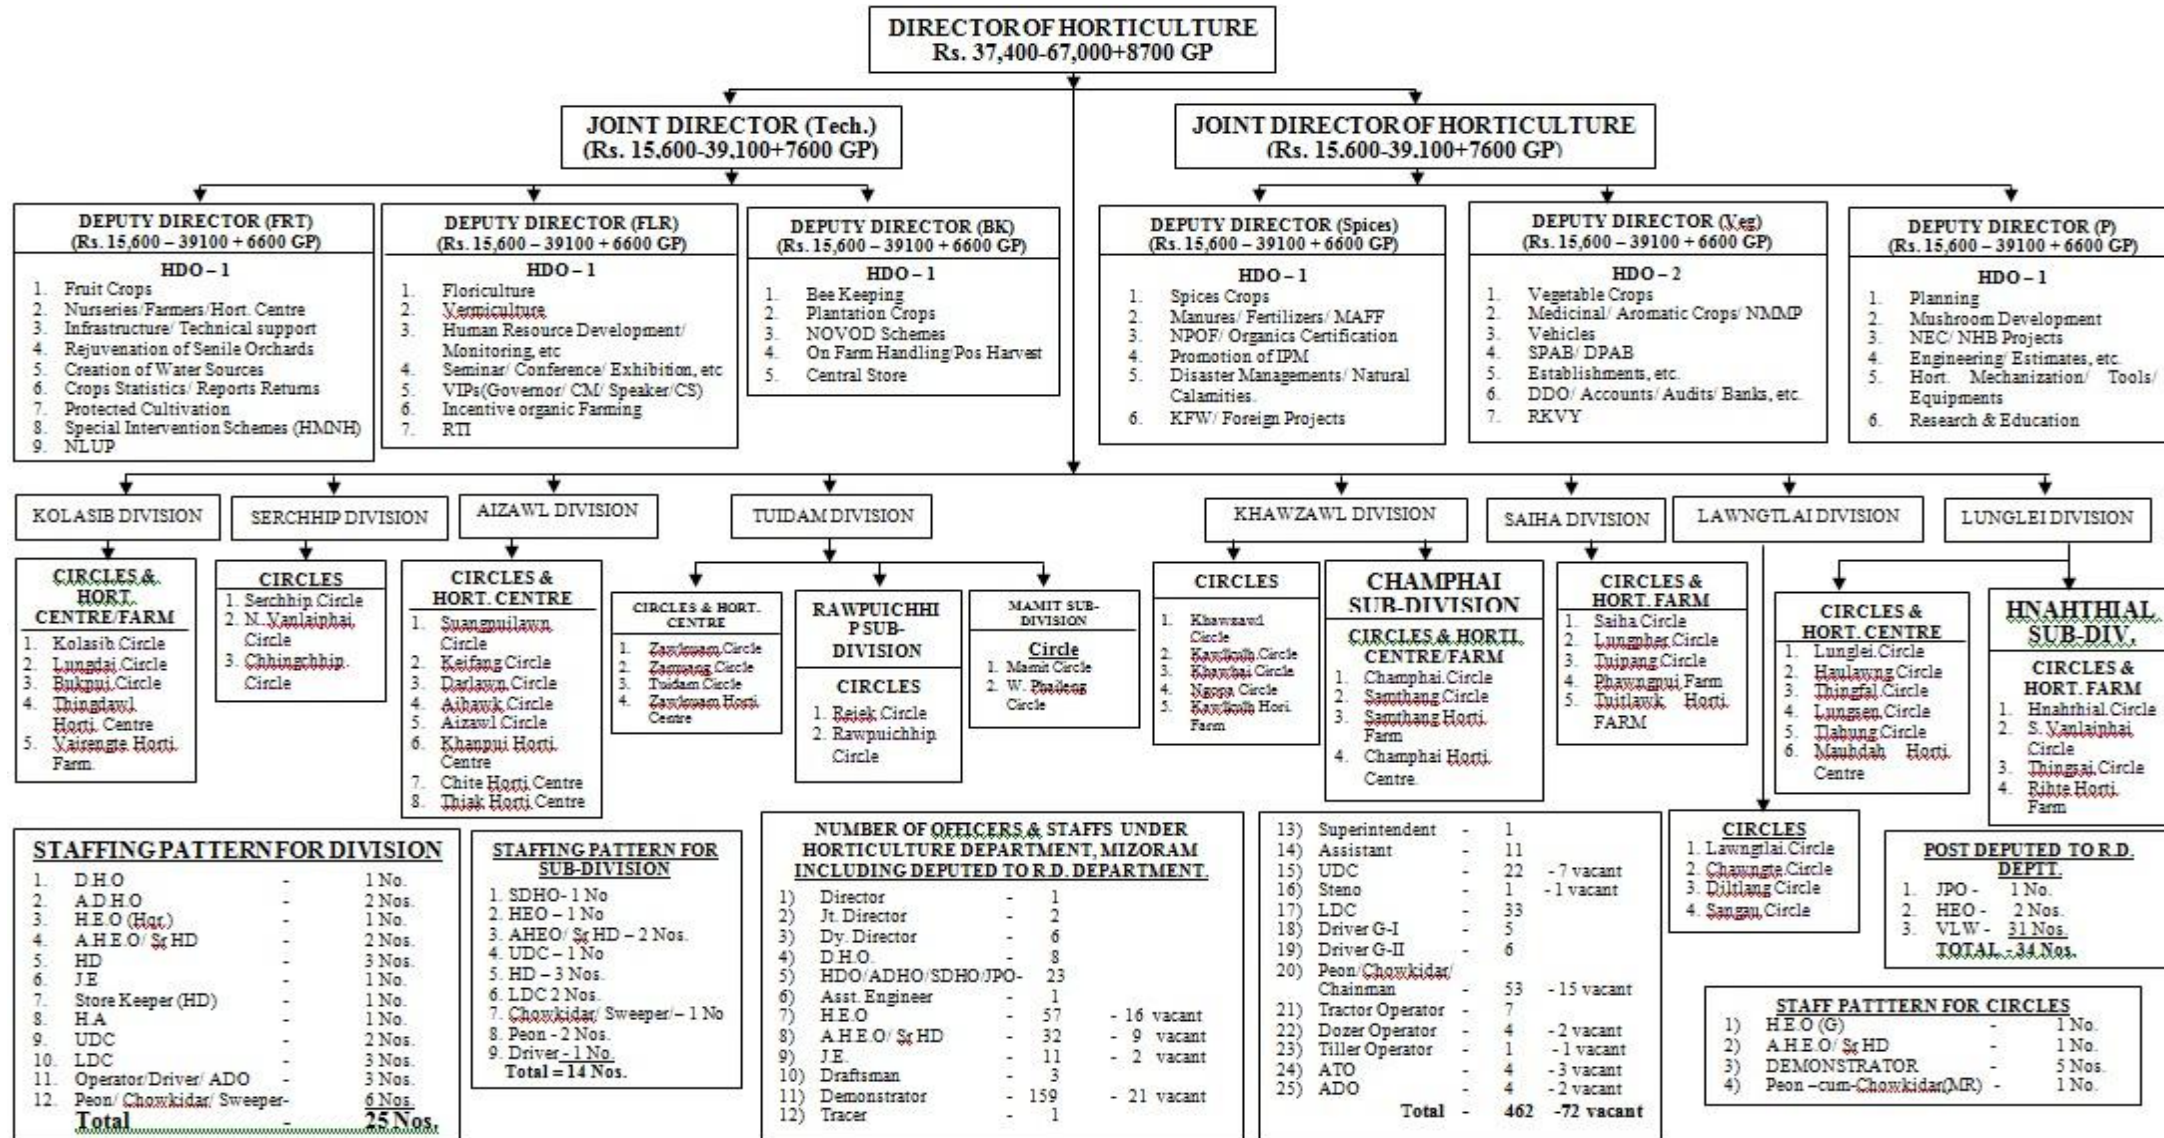 DIRECTOR OF HORTICULTURE
Rs. 37,400-67,000+8700 GP
JOINT DIRECTOR (Tech.)
(Rs. 15,600-39,100+7600 GP)
JOINT DIRECTOR OF HORTICULTURE
(Rs. 15,600-39,100+7600 GP)
DEPUTY DIRECTOR (FRT)
(Rs. 15,600 – 39100 + 6600 GP)
HDO – 1
1. Fruit Crops
2. Nurseries/Farmers/Hort. Centre
3. Infrastructure/ Technical support
4. Rejuvenation of Senile Orchards
5. Creation of Water Sources
6. Crops Statistics/ Reports Returns
7. Protected Cultivation
8. Special Intervention Schemes (HMNH)
9. NLUP
DEPUTY DIRECTOR (FLR)
(Rs. 15,600 – 39100 + 6600 GP)
HDO – 1
1. Floriculture
2. Vermiculture
3. Human Resource Development/
Monitoring, etc
4. Seminar/ Conference/ Exhibition, etc
5. VIPs(Governor/ CM/ Speaker/CS)
6. Incentive organic Farming
7. RTI
DEPUTY DIRECTOR (BK)
(Rs. 15,600 – 39100 + 6600 GP)
HDO – 1
1. Bee Keeping
2. Plantation Crops
3. NOVOD Schemes
4. On Farm Handling/Pos Harvest
5. Central Store
DEPUTY DIRECTOR (Spices)
(Rs. 15,600 – 39100 + 6600 GP)
HDO – 1
1. Spices Crops
2. Manures/ Fertilizers/ MAFF
3. NPOF/ Organics Certification
4. Promotion of IPM
5. Disaster Managements/ Natural
Calamities.
6. KFW/ Foreign Projects
DEPUTY DIRECTOR (Veg)
(Rs. 15,600 – 39100 + 6600 GP)
HDO – 2
1. Vegetable Crops
2. Medicinal/ Aromatic Crops/ NMMP
3. Vehicles
4. SPAB/ DPAB
5. Establishments, etc.
6. DDO/ Accounts/ Audits/ Banks, etc.
7. RKVY
DEPUTY DIRECTOR (P)
(Rs. 15,600 – 39100 + 6600 GP)
HDO – 1
1. Planning
2. Mushroom Development
3. NEC/ NHB Projects
4. Engineering/ Estimates, etc.
5. Hort. Mechanization/ Tools/
Equipments
6. Research & Education
KOLASIB DIVISION
SERCHHIP DIVISION
AIZAWL DIVISION
TUIDAM DIVISION
KHAWZAWL DIVISION
SAIHA DIVISION
LAWNGTLAI DIVISION
LUNGLEI DIVISION
CIRCLES &
HORT.
CENTRE/FARM
1. Kolasib Circle
2. Lungdai Circle
3. Bukpui Circle
4. Thingdawl
Horti. Centre
5. Vairengte Horti.
Farm.
CIRCLES
1. Serchhip Circle
2. N. Vanlaiphai
Circle
3. Chhingchhip.
Circle
CIRCLES &
HORT. CENTRE
1. Suangpuilawn
Circle
2. Keifang Circle
3. Darlawn Circle
4. Aihawk Circle
5. Aizawl Circle
6. Khanpui Horti.
Centre
7. Chite Horti Centre
8. Thiak Horti Centre
CIRCLES & HORT.
CENTRE
1. Zawlnuam Circle
2. Zamuang Circle
3. Tuidam Circle
4. Zawlnuam Horti.
Centre
RAWPUICHHI
P SUB-
DIVISION
CIRCLES
1. Reiek Circle
2. Rawpuichhip
Circle
MAMIT SUB-
DIVISION
Circle
1. Mamit Circle
2. W. Phaileng
Circle
CIRCLES
1. Khawzawl
Circle
2. Kawlkulh Circle
3. Khawhai Circle
4. Ngopa Circle
5. Kawlkulh Hori.
Farm
CHAMPHAI
SUB-DIVISION
CIRCLES & HORTI.
CENTRE/FARM
1. Champhai Circle
2. Samthang Circle
3. Samthang Horti.
Farm
4. Champhai Horti.
Centre.
CIRCLES &
HORT. FARM
1. Saiha Circle
2. Lungpher Circle
3. Tuipang Circle
4. Phawngpui Farm
5. Tuitlawk Horti.
FARM
CIRCLES &
HORT. CENTRE
1. Lunglei Circle
2. Haulawng Circle
3. Thingfal Circle
4. Lungsen Circle
5. Tlabung Circle
6. Mauhdah Horti.
Centre
HNAHTHIAL
SUB-DIV.
CIRCLES &
HORT. FARM
1. Hnahthial Circle
2. S. Vanlaiphai
Circle
3. Thingsai Circle
4. Rihte Horti.
Farm
STAFFING PATTERN FOR DIVISION
1. D.H.O - 1 No.
2. A.D.H.O - 2 Nos.
3. H.E.O (Hqr.) - 1 No.
4. A.H.E.O/ Sr HD - 2 Nos.
5. HD - 3 Nos.
6. J.E - 1 No.
7. Store Keeper (HD) - 1 No.
8. H.A - 1 No.
9. UDC - 2 Nos.
10. LDC - 3 Nos.
11. Operator/Driver/ ADO - 3 Nos.
12. Peon/ Chowkidar/ Sweeper- 6 Nos.
Total - 25 Nos.
STAFFING PATTERN FOR
SUB-DIVISION
1. SDHO- 1 No
2. HEO – 1 No
3. AHEO/ Sr HD – 2 Nos.
4. UDC – 1 No
5. HD – 3 Nos.
6. LDC 2 Nos.
7. Chowkidar/ Sweeper/– 1 No
8. Peon - 2 Nos.
9. Driver - 1 No.
Total = 14 Nos.
NUMBER OF OFFICERS & STAFFS UNDER
HORTICULTURE DEPARTMENT, MIZORAM
INCLUDING DEPUTED TO R.D. DEPARTMENT.
1) Director - 1
2) Jt. Director - 2
3) Dy. Director - 6
4) D.H.O. - 8
5) HDO/ADHO/SDHO/JPO- 23
6) Asst. Engineer - 1
7) H.E.O - 57 - 16 vacant
8) A.H.E.O/ Sr HD - 32 - 9 vacant
9) J.E. - 11 - 2 vacant
10) Draftsman - 3
11) Demonstrator - 159 - 21 vacant
12) Tracer - 1
13) Superintendent - 1
14) Assistant - 11
15) UDC - 22 - 7 vacant
16) Steno - 1 - 1 vacant
17) LDC - 33
18) Driver G-I - 5
19) Driver G-II - 6
20) Peon/Chowkidar/
Chainman - 53 - 15 vacant
21) Tractor Operator - 7
22) Dozer Operator - 4 - 2 vacant
23) Tiller Operator - 1 - 1 vacant
24) ATO - 4 - 3 vacant
25) ADO - 4 - 2 vacant
Total - 462 -72 vacant
CIRCLES
1. Lawngtlai Circle
2. Chawngte Circle
3. Diltlang Circle
4. Sangau Circle
POST DEPUTED TO R.D.
DEPTT.
1. JPO - 1 No.
2. HEO - 2 Nos.
3. VLW - 31 Nos.
TOTAL - 34 Nos.
STAFF PATTTERN FOR CIRCLES
1) H.E.O (G) - 1 No.
2) A.H.E.O/ Sr HD - 1 No.
3) DEMONSTRATOR - 5 Nos.
4) Peon –cum-Chowkidar(MR) - 1 No.